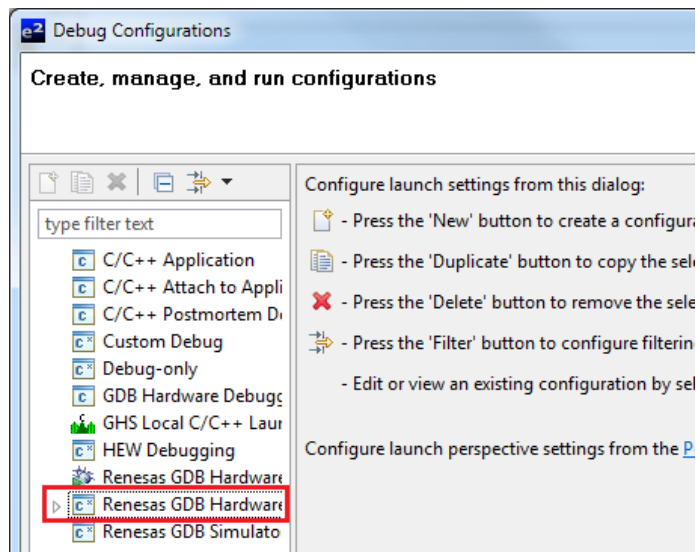 e² Debug Configurations
Create, manage, and run configurations
type filter text
C/C++ Application
C/C++ Attach to Appli
C/C++ Postmortem D
Custom Debug
Debug-only
GDB Hardware Debugg
GHS Local C/C++ Laur
HEW Debugging
Renesas GDB Hardware
Renesas GDB Hardware
Renesas GDB Simulato
Configure launch settings from this dialog:
- Press the 'New' button to create a configura
- Press the 'Duplicate' button to copy the sele
- Press the 'Delete' button to remove the sele
- Press the 'Filter' button to configure filterin
- Edit or view an existing configuration by sel
Configure launch perspective settings from the P